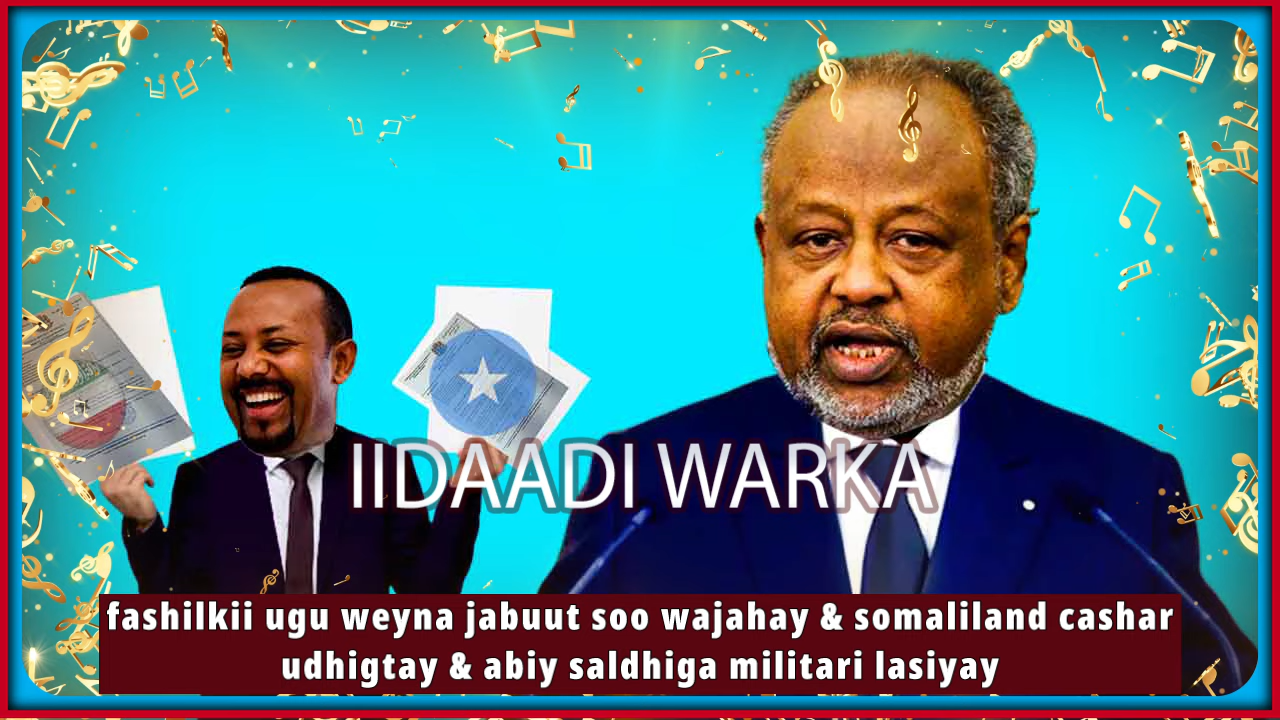 IIDAADI WARKA
fashilkii ugu weyna jabuut soo wajahay & somaliland cashar
udhigtay & abiy saldhiga militari lasiyay